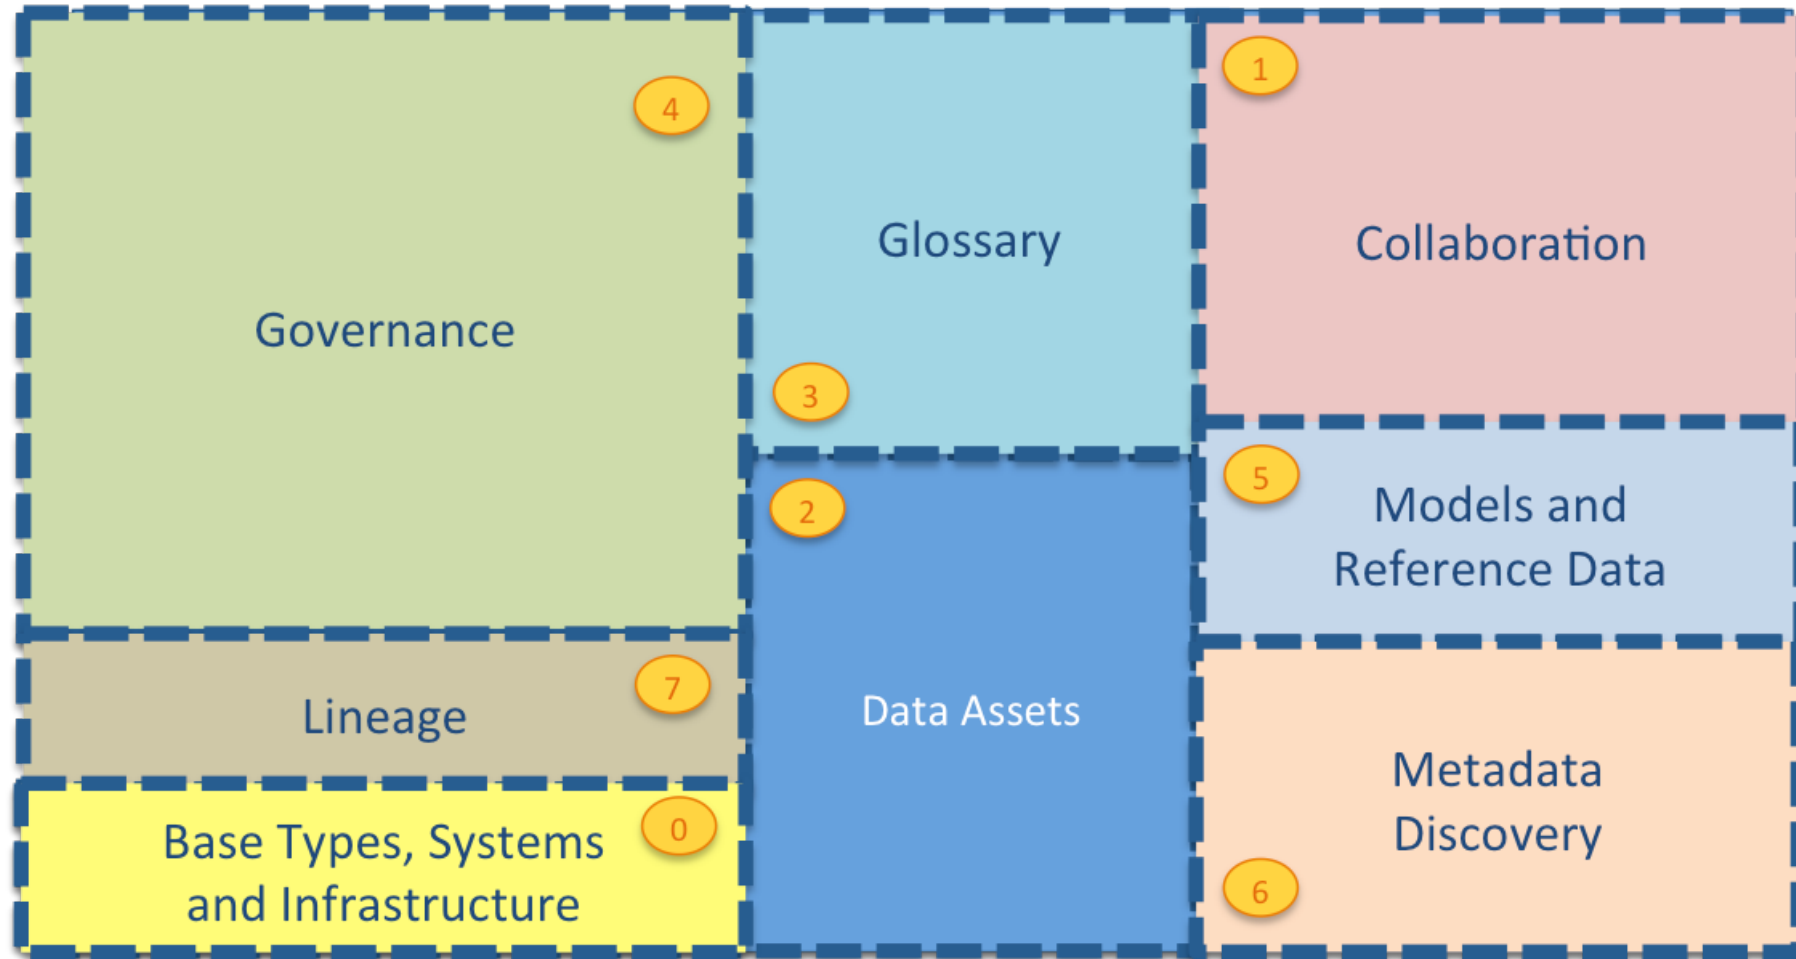 4
Governance
7
Lineage
0
Base Types, Systems
and Infrastructure
Glossary
3
2
Data Assets
1
Collaboration
5
Models and
Reference Data
Metadata
Discovery
6